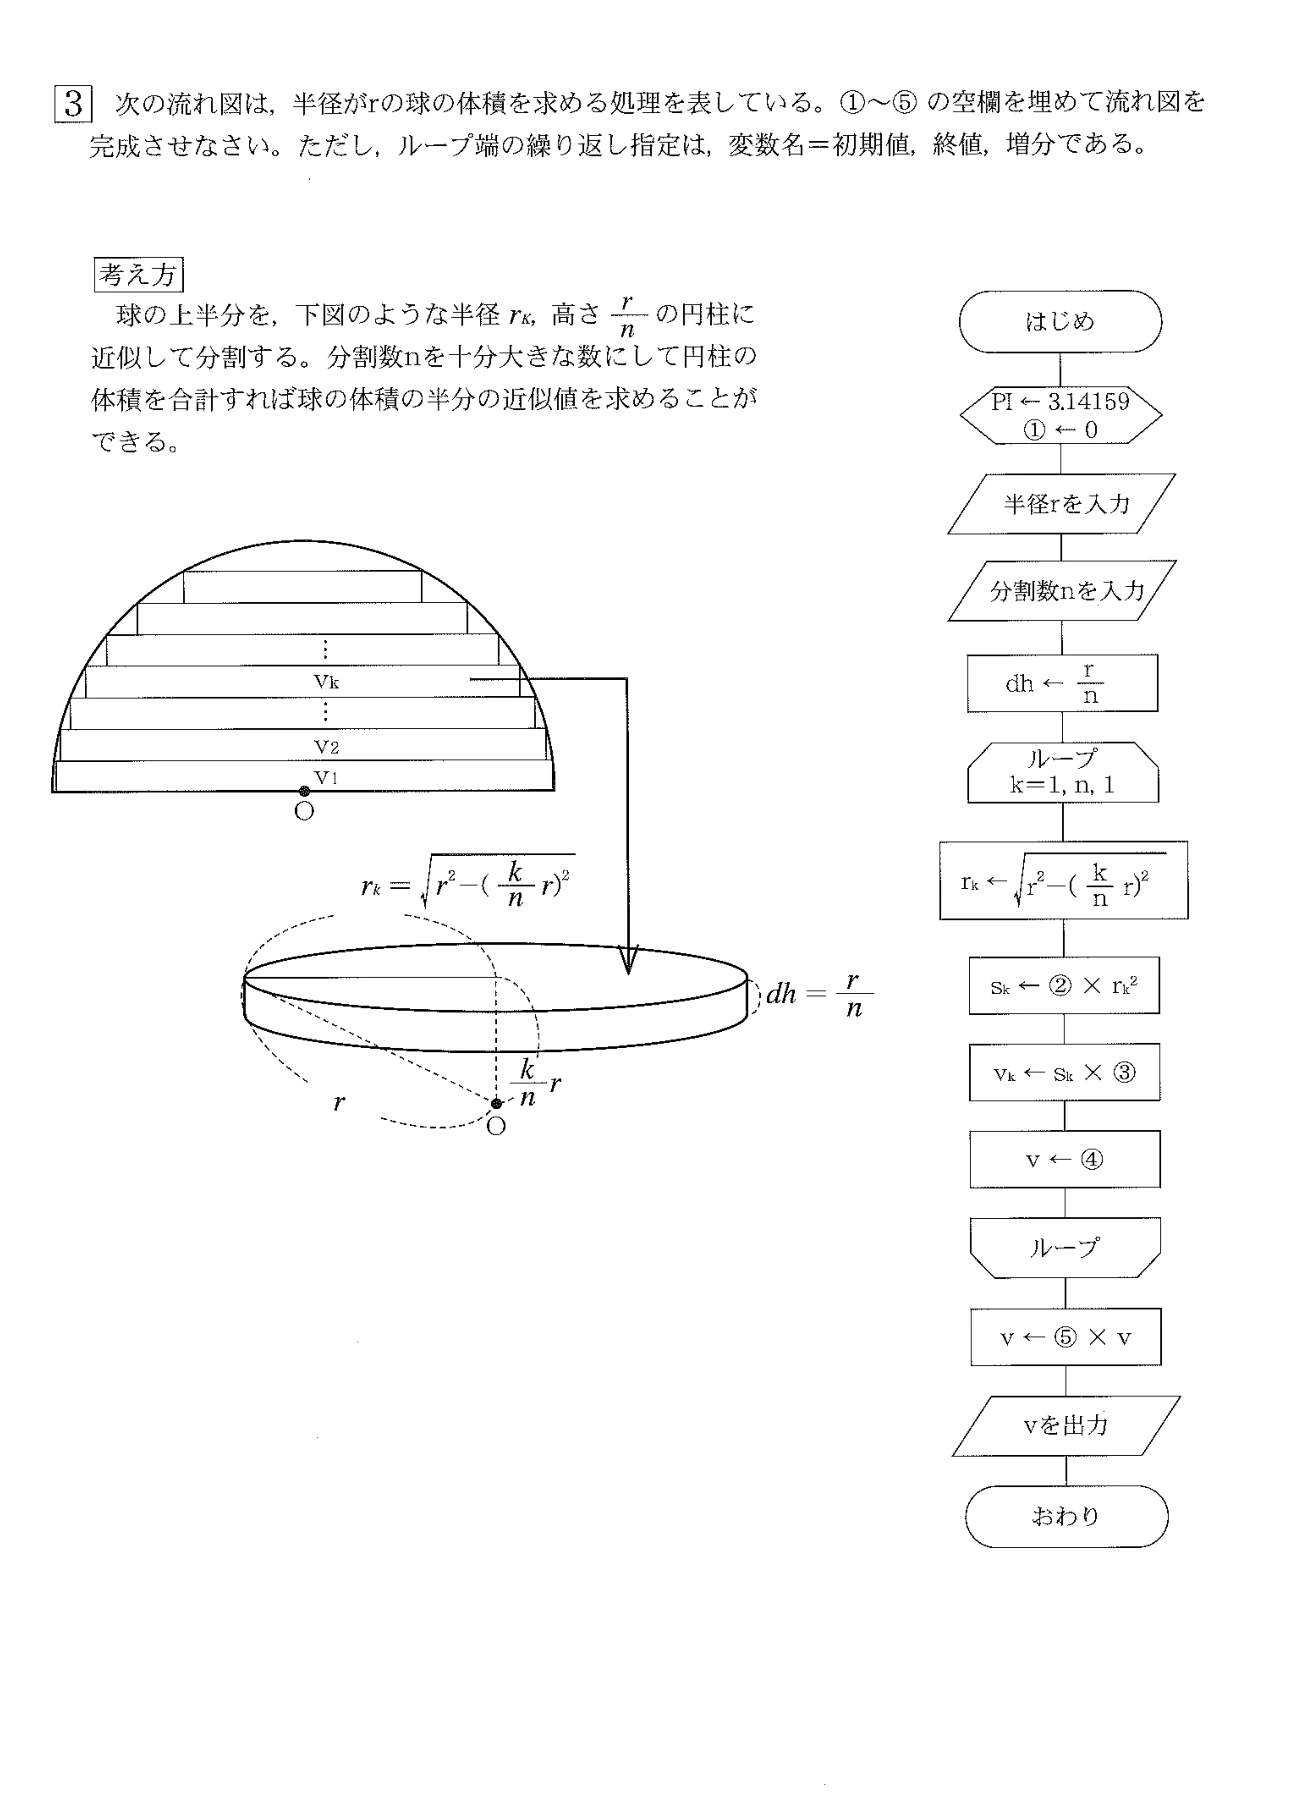 3 次の流れ図は，半径がrの球の体積を求める処理を表している。①～⑤ の空欄を埋めて流れ図を
完成させなさい。ただし，ループ端の繰り返し指定は，変数名＝初期値，終値，増分である。
考え方
球の上半分を，下図のような半径 rK，高さ r/n の円柱に
近似して分割する。分割数nを十分大きな数にして円柱の
体積を合計すれば球の体積の半分の近似値を求めることが
できる。
⋮
Vk
⋮
V2
V1
O
rk = √(r²−(k/n r)²)
dh = r/n
k/n r
r
O
はじめ
PI ← 3.14159
① ← 0
半径rを入力
分割数nを入力
dh ← r/n
ループ
k＝1, n, 1
rk ← √(r²−(k/n r)²)
sk ← ② × rk²
vk ← sk × ③
v ← ④
ループ
v ← ⑤ × v
vを出力
おわり